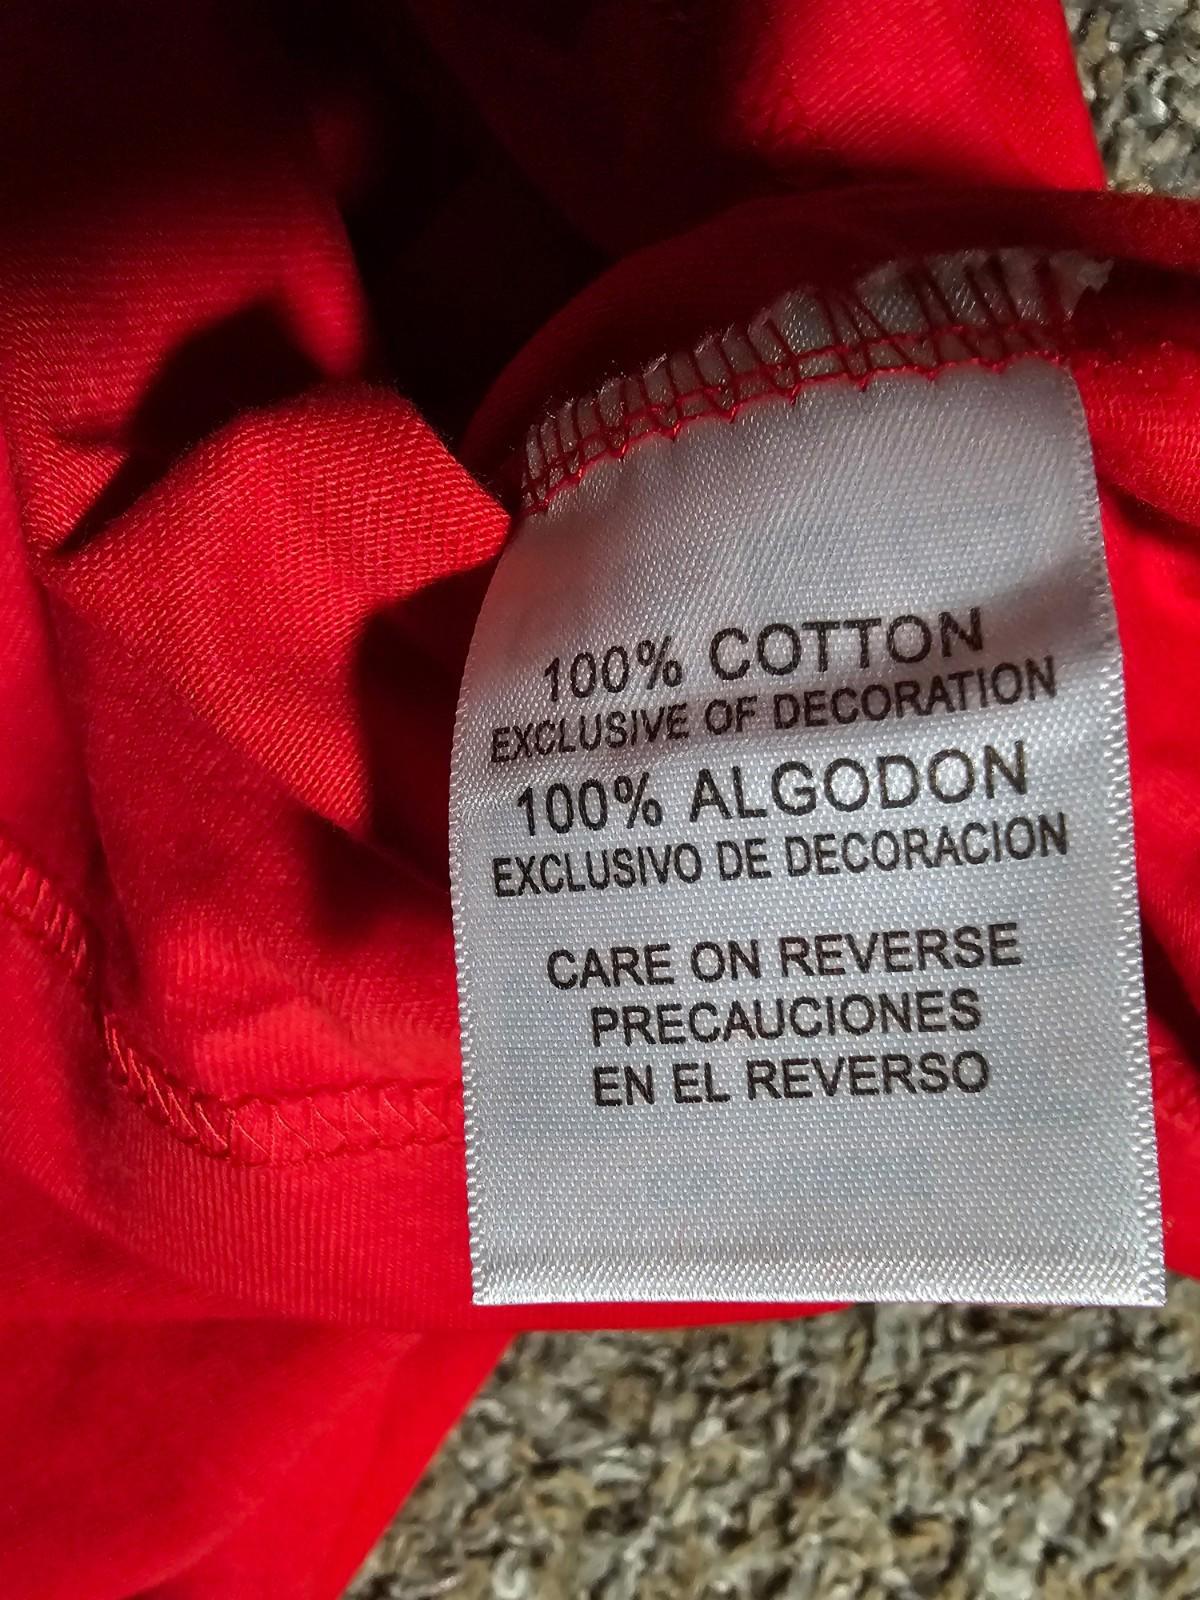 100% COTTON
EXCLUSIVE OF DECORATION
100% ALGODON
EXCLUSIVO DE DECORACION
CARE ON REVERSE
PRECAUCIONES
EN EL REVERSO